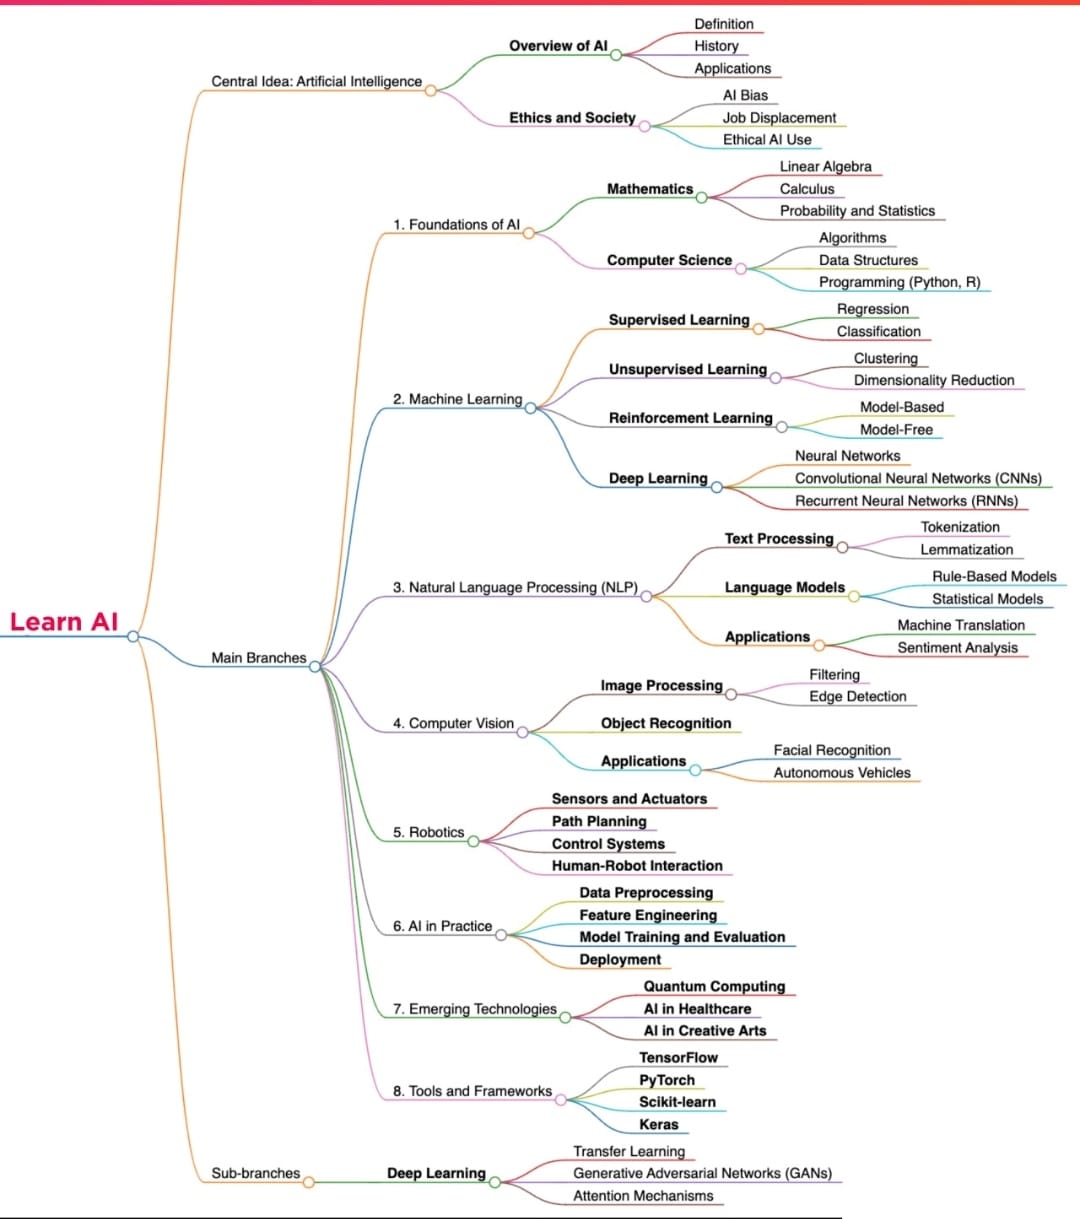 Learn AI
Central Idea: Artificial Intelligence
Overview of AI
Definition
History
Applications
Ethics and Society
AI Bias
Job Displacement
Ethical AI Use
Main Branches
1. Foundations of AI
Mathematics
Linear Algebra
Calculus
Probability and Statistics
Computer Science
Algorithms
Data Structures
Programming (Python, R)
2. Machine Learning
Supervised Learning
Regression
Classification
Unsupervised Learning
Clustering
Dimensionality Reduction
Reinforcement Learning
Model-Based
Model-Free
Deep Learning
Neural Networks
Convolutional Neural Networks (CNNs)
Recurrent Neural Networks (RNNs)
3. Natural Language Processing (NLP)
Text Processing
Tokenization
Lemmatization
Language Models
Rule-Based Models
Statistical Models
Applications
Machine Translation
Sentiment Analysis
4. Computer Vision
Image Processing
Filtering
Edge Detection
Object Recognition
Applications
Facial Recognition
Autonomous Vehicles
5. Robotics
Sensors and Actuators
Path Planning
Control Systems
Human-Robot Interaction
6. AI in Practice
Data Preprocessing
Feature Engineering
Model Training and Evaluation
Deployment
7. Emerging Technologies
Quantum Computing
AI in Healthcare
AI in Creative Arts
8. Tools and Frameworks
TensorFlow
PyTorch
Scikit-learn
Keras
Sub-branches
Deep Learning
Transfer Learning
Generative Adversarial Networks (GANs)
Attention Mechanisms